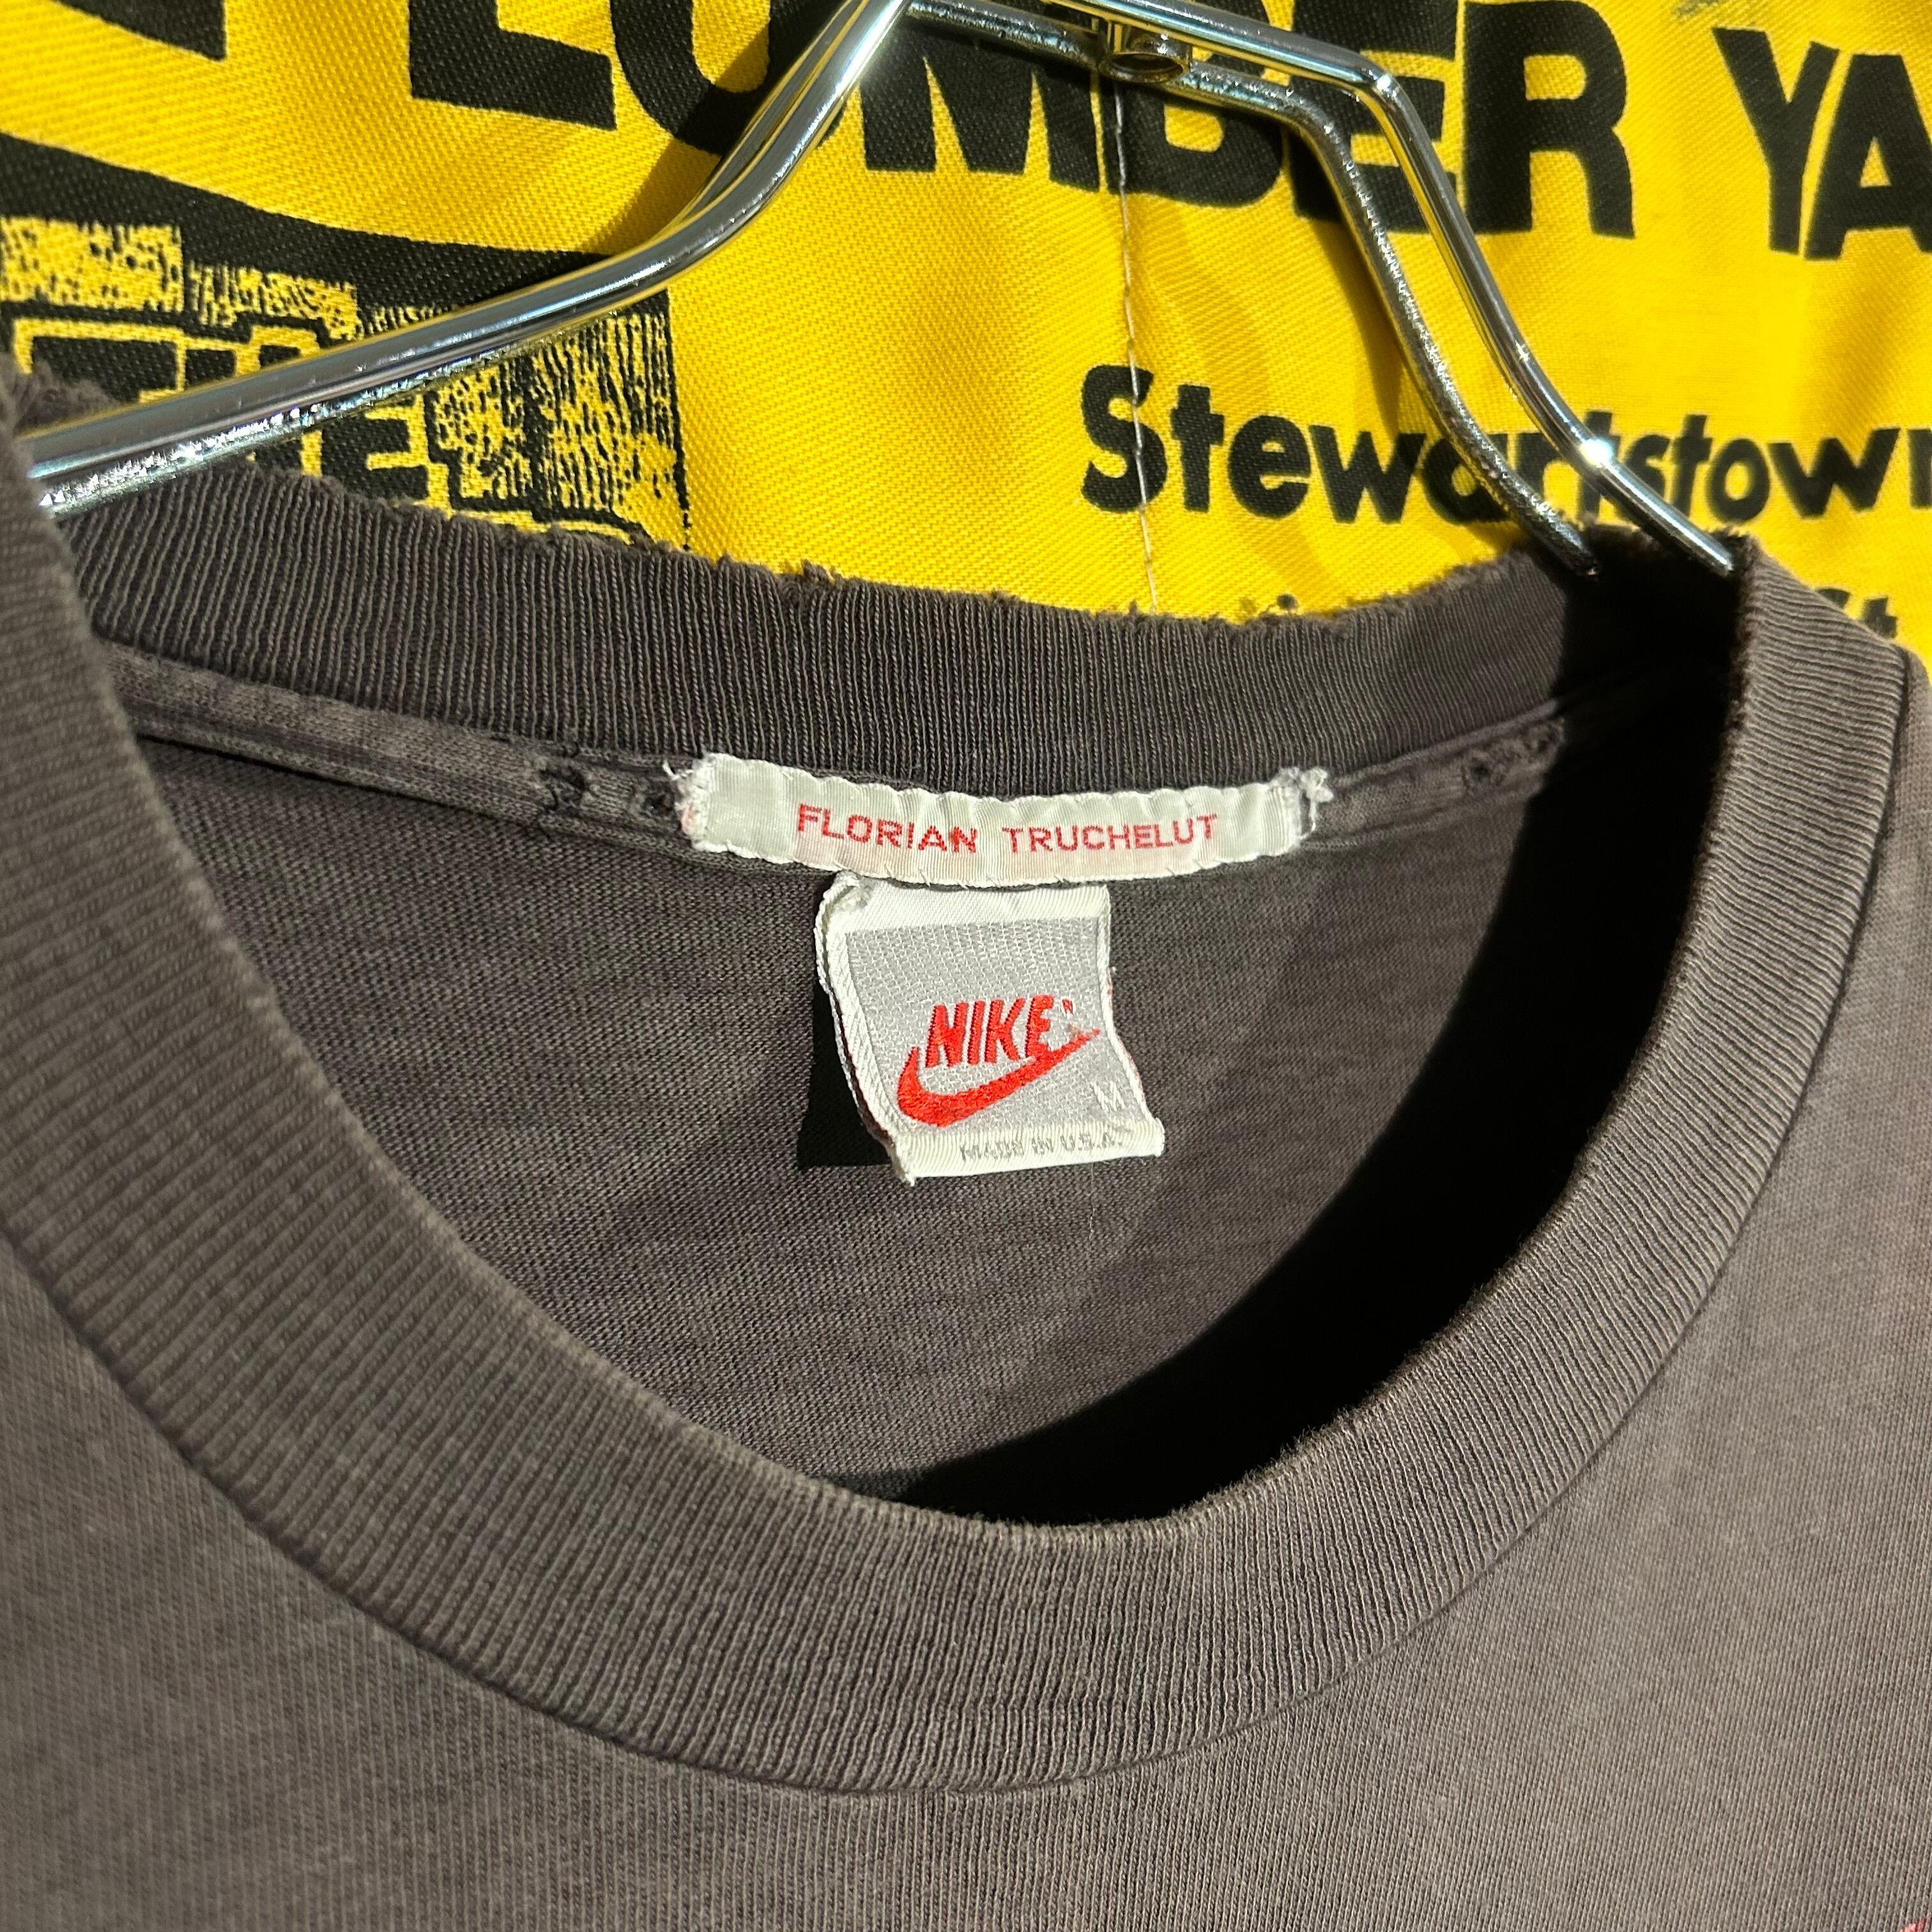 LUMBER YA
Stewartstown
FLORIAN TRUCHELUT
NIKE
M
MADE IN U.S.A.